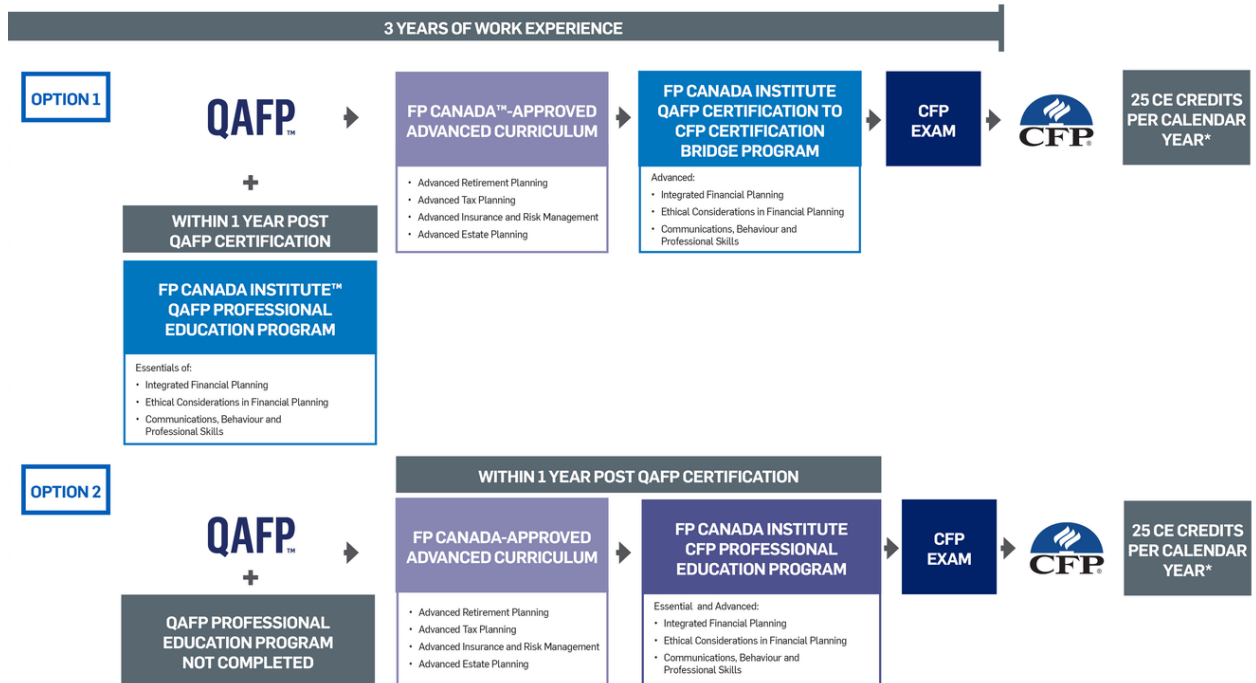 3 YEARS OF WORK EXPERIENCE
OPTION 1
QAFP™
+
WITHIN 1 YEAR POST
QAFP CERTIFICATION
FP CANADA INSTITUTE™
QAFP PROFESSIONAL
EDUCATION PROGRAM
Essentials of:
• Integrated Financial Planning
• Ethical Considerations in Financial Planning
• Communications, Behaviour and
Professional Skills
FP CANADA™-APPROVED
ADVANCED CURRICULUM
• Advanced Retirement Planning
• Advanced Tax Planning
• Advanced Insurance and Risk Management
• Advanced Estate Planning
FP CANADA INSTITUTE
QAFP CERTIFICATION TO
CFP CERTIFICATION
BRIDGE PROGRAM
Advanced:
• Integrated Financial Planning
• Ethical Considerations in Financial Planning
• Communications, Behaviour and
Professional Skills
CFP
EXAM
CFP®
25 CE CREDITS
PER CALENDAR
YEAR*
OPTION 2
QAFP™
+
QAFP PROFESSIONAL
EDUCATION PROGRAM
NOT COMPLETED
WITHIN 1 YEAR POST QAFP CERTIFICATION
FP CANADA-APPROVED
ADVANCED CURRICULUM
• Advanced Retirement Planning
• Advanced Tax Planning
• Advanced Insurance and Risk Management
• Advanced Estate Planning
FP CANADA INSTITUTE
CFP PROFESSIONAL
EDUCATION PROGRAM
Essential and Advanced:
• Integrated Financial Planning
• Ethical Considerations in Financial Planning
• Communications, Behaviour and
Professional Skills
CFP
EXAM
CFP®
25 CE CREDITS
PER CALENDAR
YEAR*